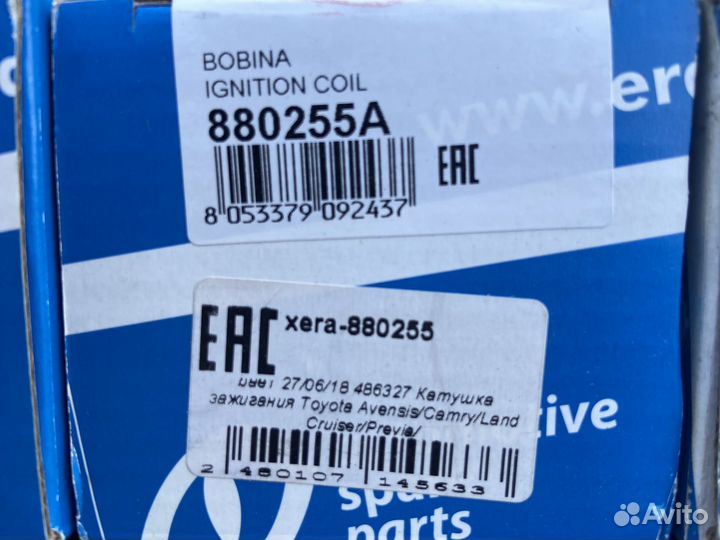 BOBINA
IGNITION COIL
880255A
www.er
8 053379 092437
EAC
EAC
xera-880255
27/06/18 486327 Катушка
зажигания Toyota Avensis/Camry/Land
Cruiser/Previa/
2 480107 145633
tive
parts
Avito